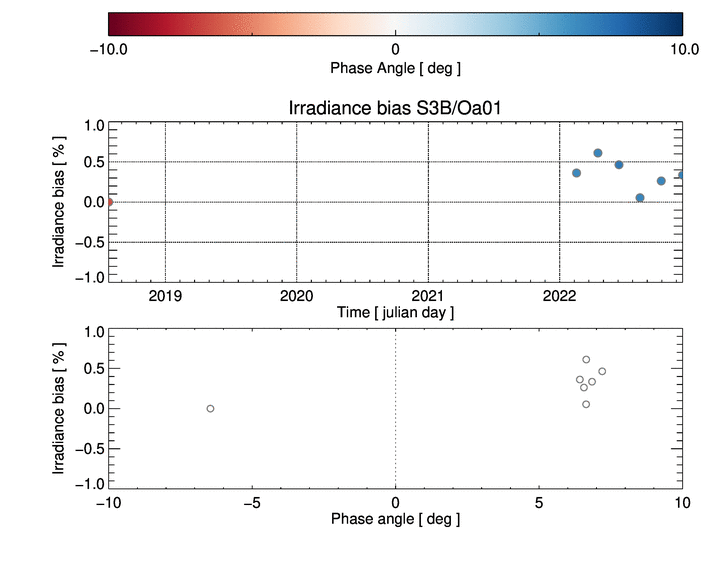 −10.0 0 10.0
Phase Angle [ deg ]
Irradiance bias S3B/Oa01
1.0
0.5
0.0
−0.5
−1.0
Irradiance bias [ % ]
2019 2020 2021 2022
Time [ julian day ]
1.0
0.5
0.0
−0.5
−1.0
Irradiance bias [ % ]
−10 −5 0 5 10
Phase angle [ deg ]